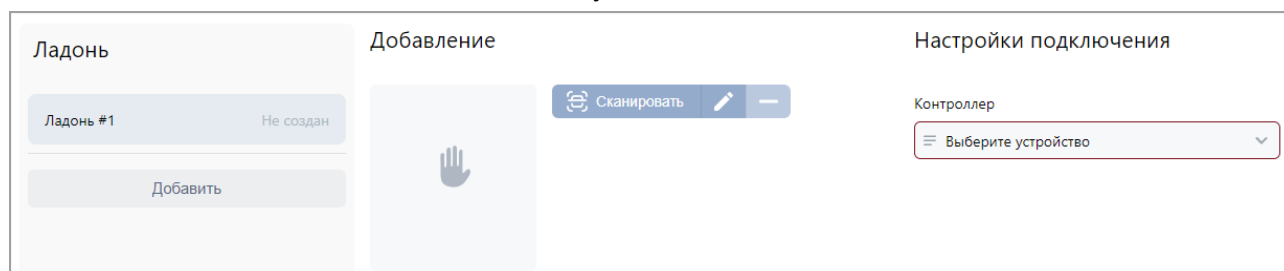 Ладонь
Ладонь #1 Не создан
Добавить
Добавление
Сканировать
Настройки подключения
Контроллер
Выберите устройство